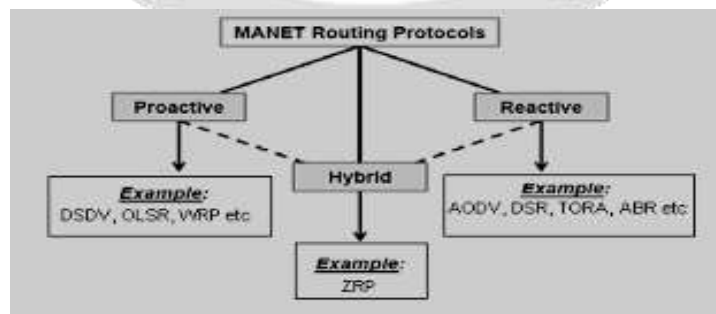 MANET Routing Protocols
Proactive
Reactive
Hybrid
Example:
DSDV, OLSR, WRP etc
Example:
AODV, DSR, TORA, ABR etc
Example:
ZRP